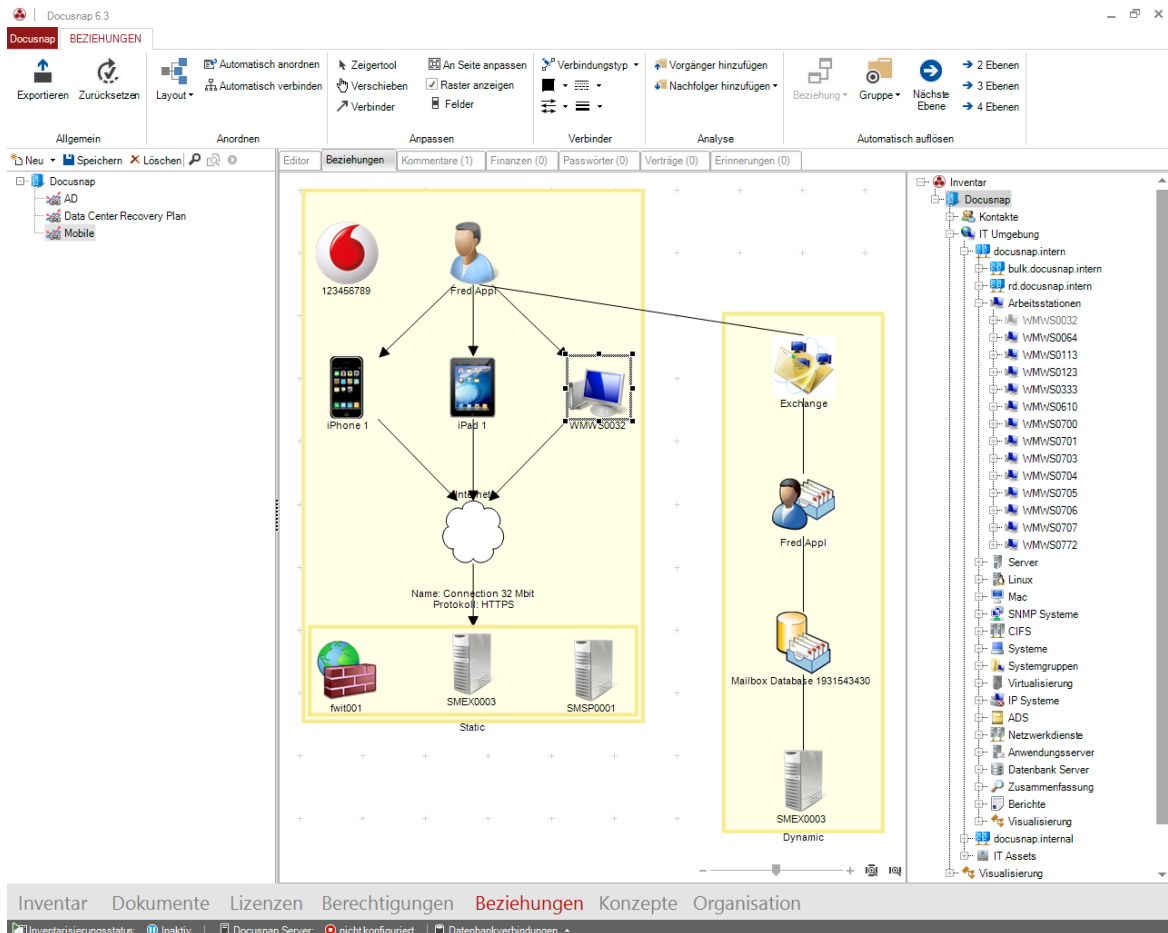 Docusnap 6.3
Docusnap BEZIEHUNGEN
Exportieren Zurücksetzen
Allgemein
Layout
Automatisch anordnen
Automatisch verbinden
Anordnen
Zeigertool
Verschieben
Verbinder
An Seite anpassen
Raster anzeigen
Felder
Anpassen
Verbindungstyp
Verbinder
Vorgänger hinzufügen
Nachfolger hinzufügen
Analyse
Beziehung Gruppe Nächste Ebene
2 Ebenen
3 Ebenen
4 Ebenen
Automatisch auflösen
Neu Speichern Löschen
Docusnap
AD
Data Center Recovery Plan
Mobile
Editor Beziehungen Kommentare (1) Finanzen (0) Passwörter (0) Verträge (0) Erinnerungen (0)
123456789
Fred Appl
iPhone 1
iPad 1
WMWS0032
Internet
Name: Connection 32 Mbit
Protokoll: HTTPS
fwit001
SMEX0003
SMSP0001
Static
Exchange
Fred Appl
Mailbox Database 1931543430
SMEX0003
Dynamic
Inventar
Docusnap
Kontakte
IT Umgebung
docusnap.intern
bulk.docusnap.intern
rd.docusnap.intern
Arbeitsstationen
WMWS0032
WMWS0064
WMWS0113
WMWS0123
WMWS0333
WMWS0610
WMWS0700
WMWS0701
WMWS0703
WMWS0704
WMWS0705
WMWS0706
WMWS0707
WMWS0772
Server
Linux
Mac
SNMP Systeme
CIFS
Systeme
Systemgruppen
Virtualisierung
IP Systeme
ADS
Netzwerkdienste
Anwendungsserver
Datenbank Server
Zusammenfassung
Berichte
Visualisierung
docusnap.internal
IT Assets
Visualisierung
Inventar Dokumente Lizenzen Berechtigungen Beziehungen Konzepte Organisation
Inventarisierungsstatus: Inaktiv Docusnap Server: nicht konfiguriert Datenbankverbindungen